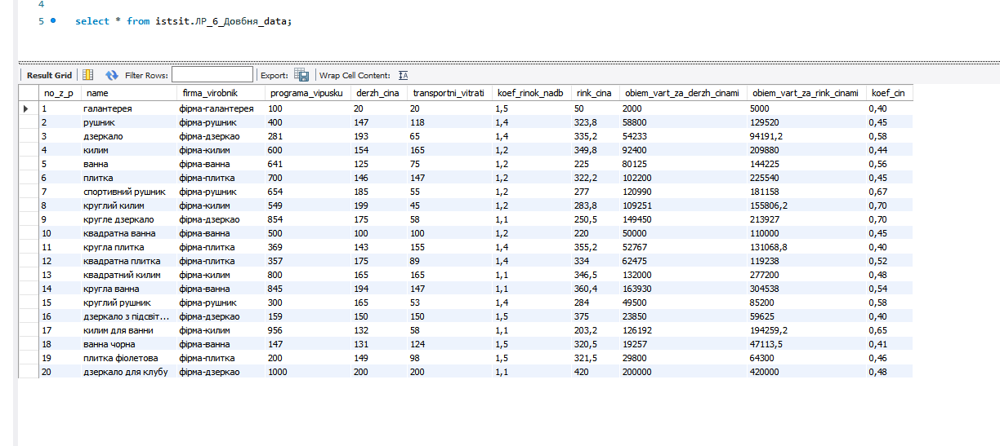 4
5 select * from istsit.ЛР_6_Довбня_data;
Result Grid Filter Rows: Export: Wrap Cell Content:
no_z_p name firma_virobnik programa_vipusku derzh_cina transportni_vitrati koef_rinok_nadb rink_cina obiem_vart_za_derzh_cinami obiem_vart_za_rink_cinami koef_cin
1 галантерея фірма-галантерея 100 20 20 1,5 50 2000 5000 0,40
2 рушник фірма-рушник 400 147 118 1,4 323,8 58800 129520 0,45
3 дзеркало фірма-дзеркао 281 193 65 1,4 335,2 54233 94191,2 0,58
4 килим фірма-килим 600 154 165 1,2 349,8 92400 209880 0,44
5 ванна фірма-ванна 641 125 75 1,2 225 80125 144225 0,56
6 плитка фірма-плитка 700 146 147 1,2 322,2 102200 225540 0,45
7 спортивний рушник фірма-рушник 654 185 55 1,2 277 120990 181158 0,67
8 круглий килим фірма-килим 549 199 45 1,2 283,8 109251 155806,2 0,70
9 кругле дзеркало фірма-дзеркао 854 175 58 1,1 250,5 149450 213927 0,70
10 квадратна ванна фірма-ванна 500 100 100 1,2 220 50000 110000 0,45
11 кругла плитка фірма-плитка 369 143 155 1,4 355,2 52767 131068,8 0,40
12 квадратна плитка фірма-плитка 357 175 89 1,4 334 62475 119238 0,52
13 квадратний килим фірма-килим 800 165 165 1,1 346,5 132000 277200 0,48
14 кругла ванна фірма-ванна 845 194 147 1,1 360,4 163930 304538 0,54
15 круглий рушник фірма-рушник 300 165 53 1,4 284 49500 85200 0,58
16 дзеркало з підсвіт... фірма-дзеркао 159 150 150 1,5 375 23850 59625 0,40
17 килим для ванни фірма-килим 956 132 58 1,1 203,2 126192 194259,2 0,65
18 ванна чорна фірма-ванна 147 131 124 1,5 320,5 19257 47113,5 0,41
19 плитка фіолетова фірма-плитка 200 149 98 1,5 321,5 29800 64300 0,46
20 дзеркало для клубу фірма-дзеркао 1000 200 200 1,1 420 200000 420000 0,48